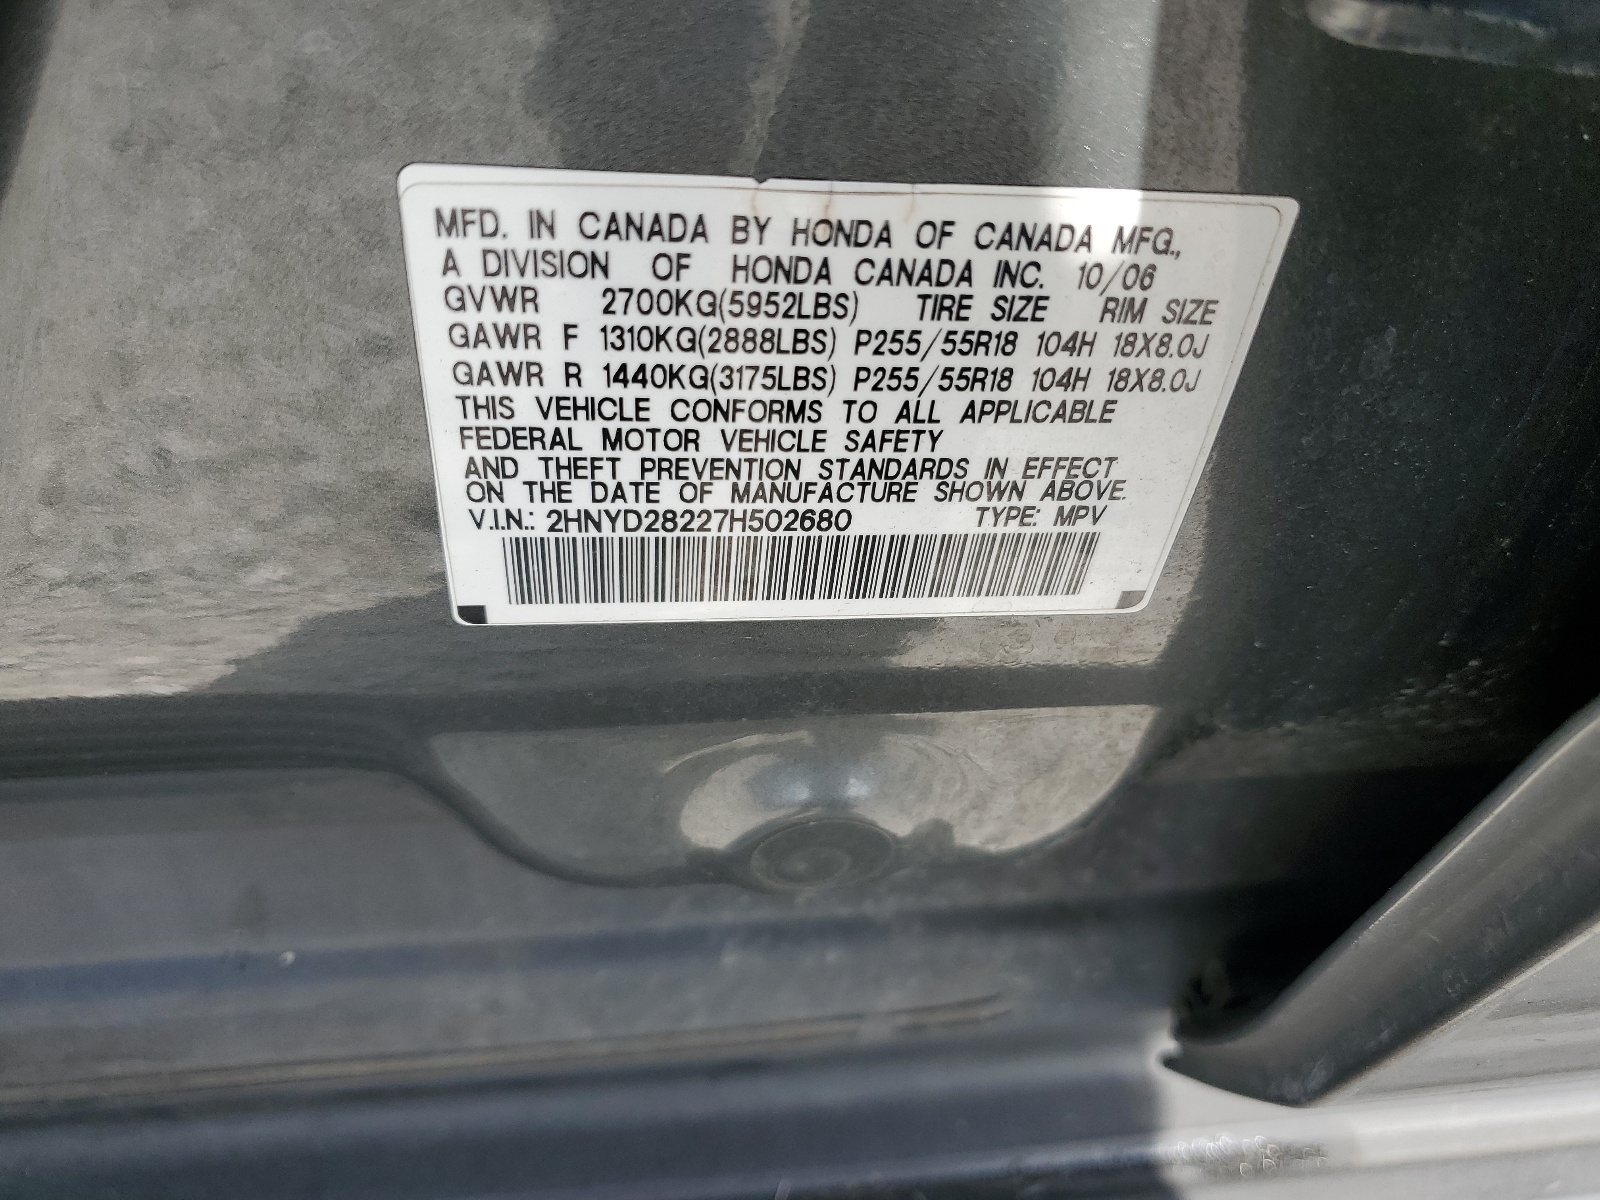 MFD. IN CANADA BY HONDA OF CANADA MFG.,
A DIVISION OF HONDA CANADA INC. 10/06
GVWR 2700KG(5952LBS) TIRE SIZE RIM SIZE
GAWR F 1310KG(2888LBS) P255/55R18 104H 18X8.0J
GAWR R 1440KG(3175LBS) P255/55R18 104H 18X8.0J
THIS VEHICLE CONFORMS TO ALL APPLICABLE
FEDERAL MOTOR VEHICLE SAFETY
AND THEFT PREVENTION STANDARDS IN EFFECT
ON THE DATE OF MANUFACTURE SHOWN ABOVE.
V.I.N.: 2HNYD28227H502680 TYPE: MPV